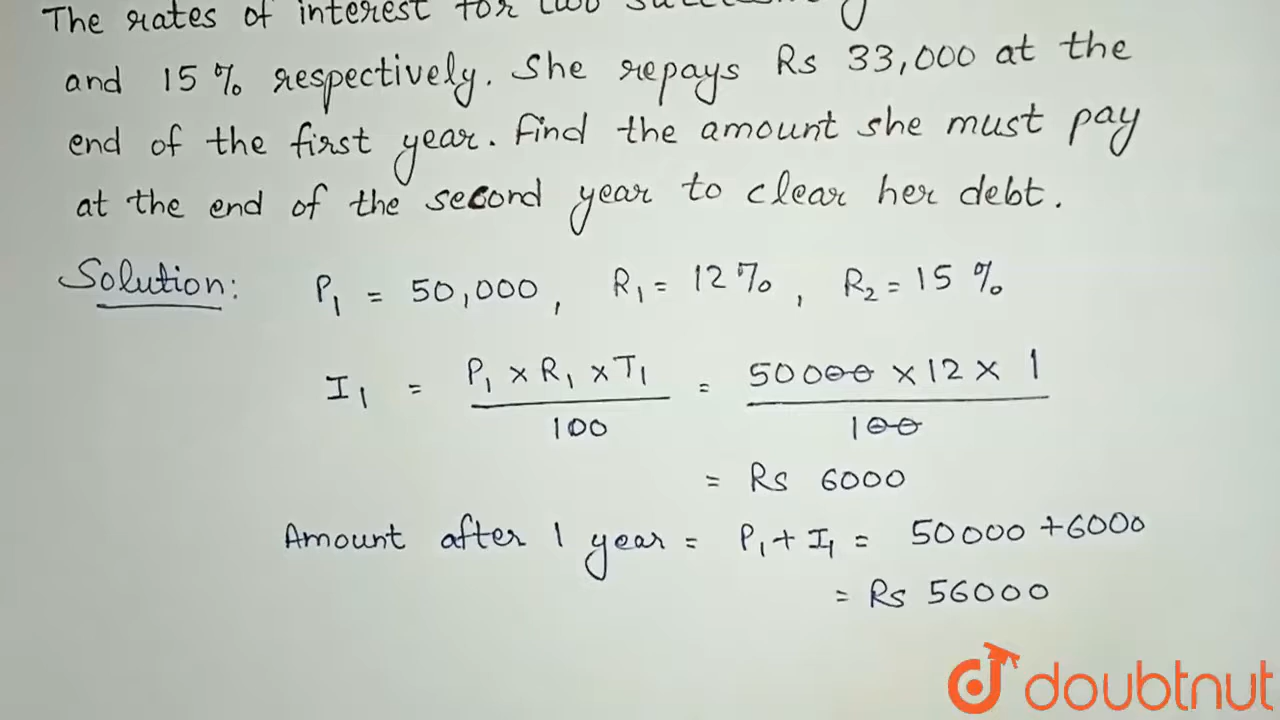 The rates of interest for two
and 15% respectively. She repays Rs 33,000 at the
end of the first year. Find the amount she must pay
at the end of the second year to clear her debt.
Solution: P₁ = 50,000, R₁ = 12%, R₂ = 15%
I₁ = P₁ × R₁ × T₁ / 100 = 50000 × 12 × 1 / 100
= Rs 6000
Amount after 1 year = P₁ + I₁ = 50000 + 6000
= Rs 56000
doubtnut